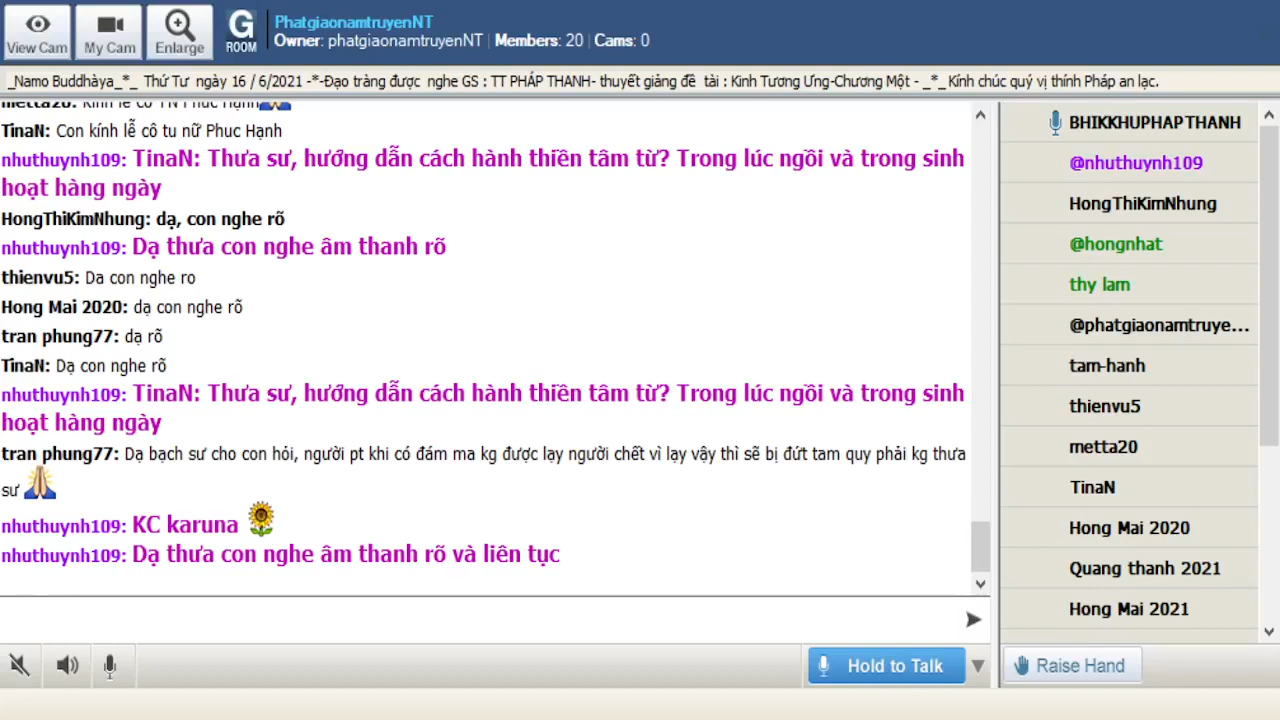 View Cam
My Cam
Enlarge
G
ROOM
PhatgiaonamtruyenNT
Owner: phatgiaonamtruyenNT | Members: 20 | Cams: 0
_Namo Buddhàya_*_ Thứ Tư ngày 16 / 6/2021 -*-Đạo tràng được nghe GS : TT PHÁP THANH- thuyết giảng đề tài : Kinh Tương Ưng-Chương Một - _*_ Kính chúc quý vị thính Pháp an lạc.
metta20: Kính lễ cô TN Phúc Hạnh
TinaN: Con kính lễ cô tu nữ Phuc Hạnh
nhuthuynh109: TinaN: Thưa sư, hướng dẫn cách hành thiền tâm từ? Trong lúc ngồi và trong sinh
hoạt hàng ngày
HongThiKimNhung: dạ, con nghe rõ
nhuthuynh109: Dạ thưa con nghe âm thanh rõ
thienvu5: Da con nghe ro
Hong Mai 2020: dạ con nghe rõ
tran phung77: dạ rõ
TinaN: Dạ con nghe rõ
nhuthuynh109: TinaN: Thưa sư, hướng dẫn cách hành thiền tâm từ? Trong lúc ngồi và trong sinh
hoạt hàng ngày
tran phung77: Dạ bạch sư cho con hỏi, người pt khi có đám ma kg được lạy người chết vì lạy vậy thì sẽ bị đứt tam quy phải kg thưa
sư
nhuthuynh109: KC karuna
nhuthuynh109: Dạ thưa con nghe âm thanh rõ và liên tục
Hold to Talk
BHIKKHUPHAPTHANH
@nhuthuynh109
HongThiKimNhung
@hongnhat
thy lam
@phatgiaonamtruye...
tam-hanh
thienvu5
metta20
TinaN
Hong Mai 2020
Quang thanh 2021
Hong Mai 2021
Raise Hand